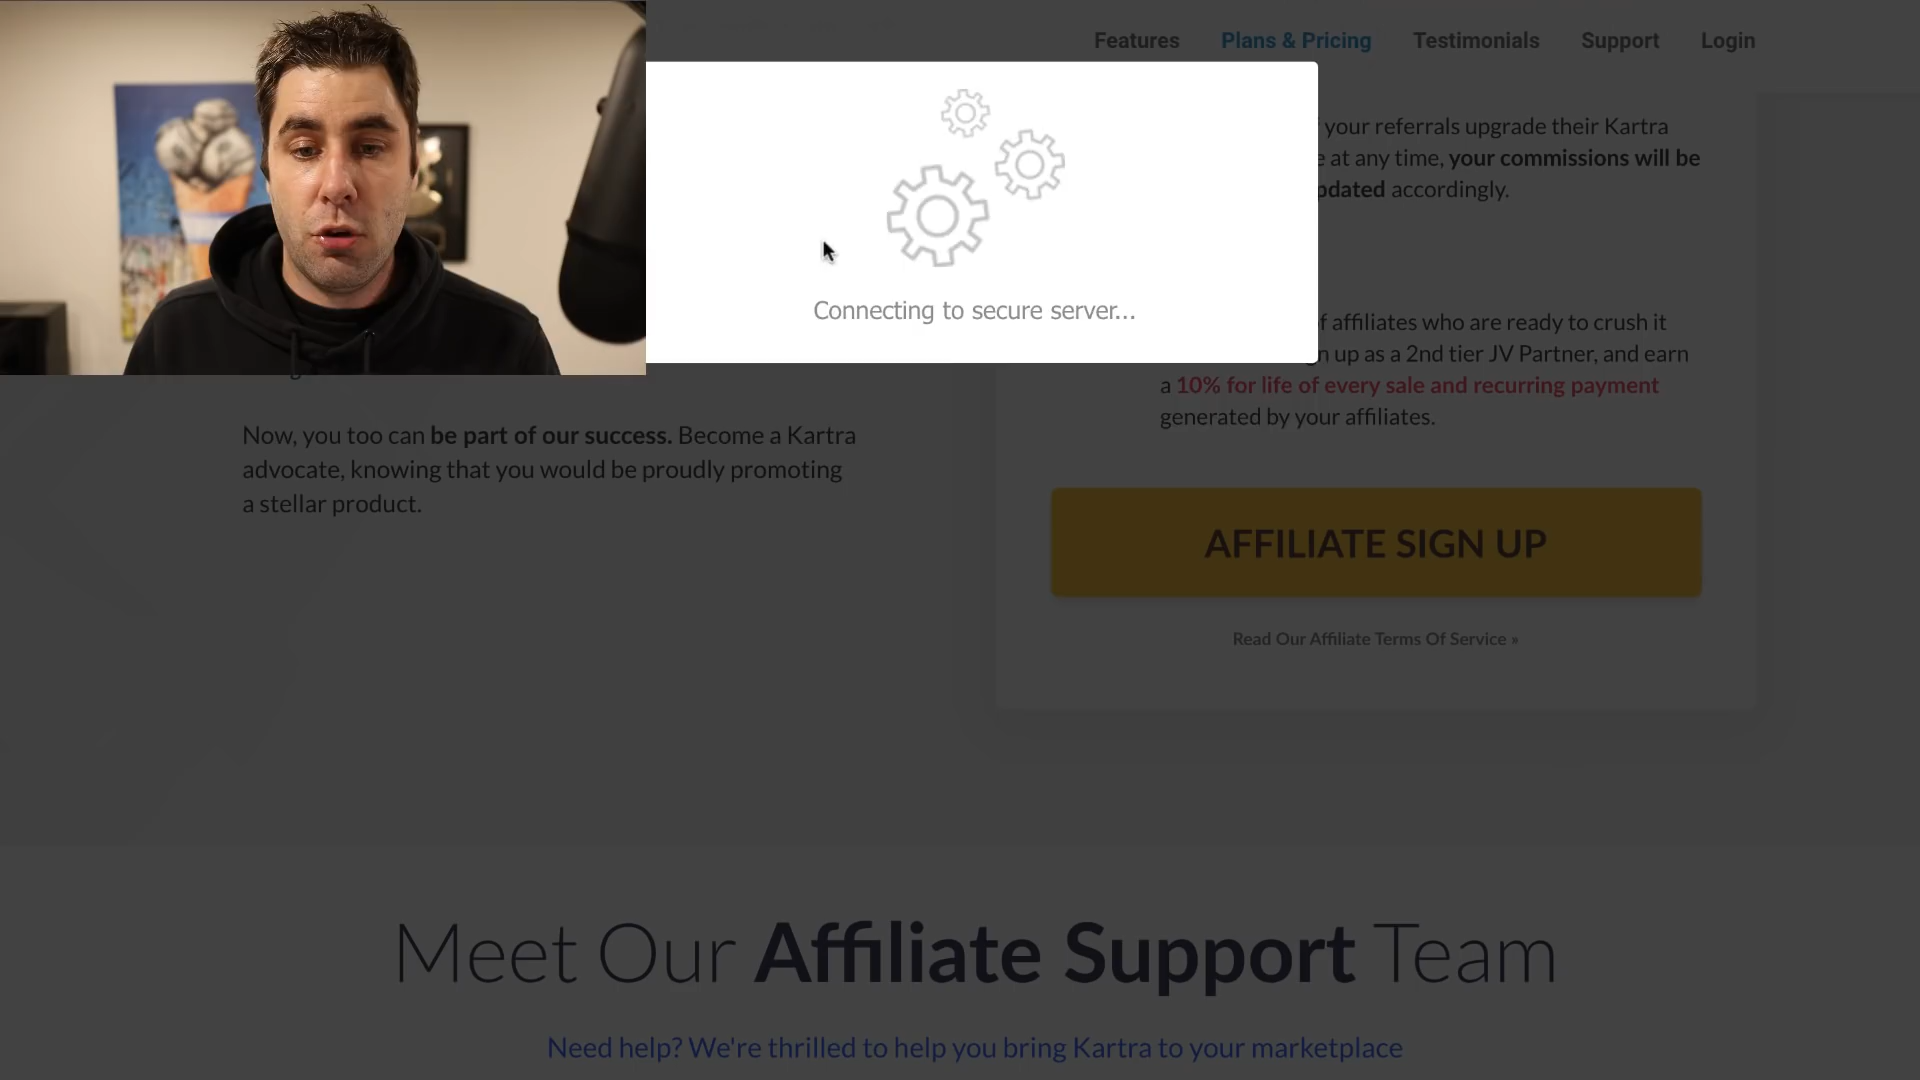 Features Plans & Pricing Testimonials Support Login
your referrals upgrade their Kartra
at any time, your commissions will be
accordingly.
Connecting to secure server...
affiliates who are ready to crush it
up as a 2nd tier JV Partner, and earn
a 10% for life of every sale and recurring payment
generated by your affiliates.
Now, you too can be part of our success. Become a Kartra
advocate, knowing that you would be proudly promoting
a stellar product.
AFFILIATE SIGN UP
Read Our Affiliate Terms Of Service »
Meet Our Affiliate Support Team
Need help? We're thrilled to help you bring Kartra to your marketplace